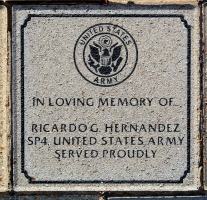 UNITED STATES
ARMY
IN LOVING MEMORY OF...
RICARDO G. HERNANDEZ
SP4, UNITED STATES ARMY
SERVED PROUDLY